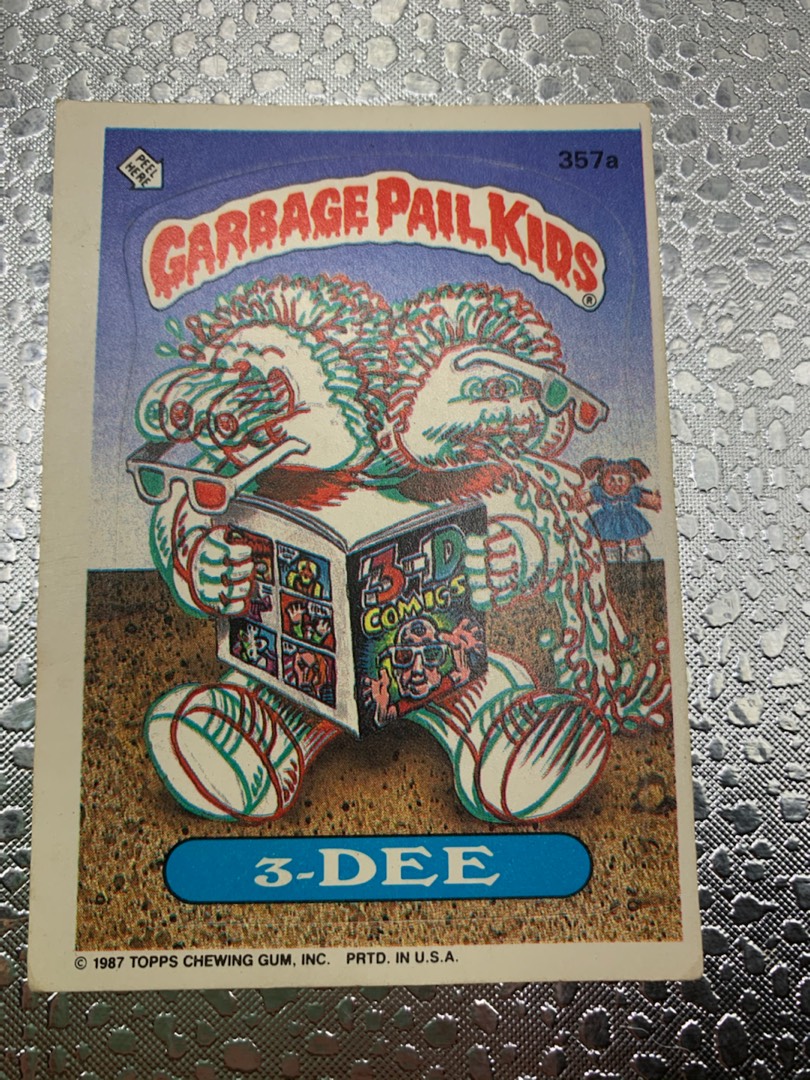 PEEL
HERE
357a
GARBAGE PAIL KIDS
®
3-D
COMICS
3-DEE
© 1987 TOPPS CHEWING GUM, INC. PRTD. IN U.S.A.